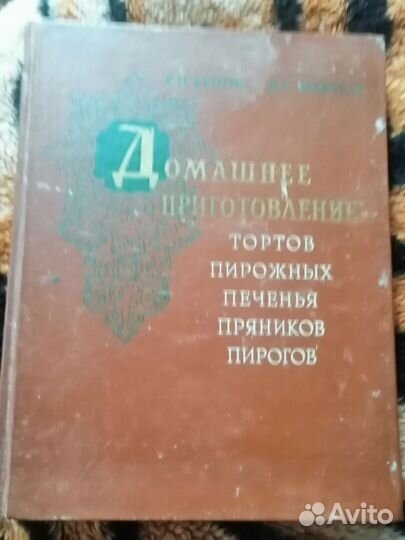 Домашнее
приготовление
тортов
пирожных
печенья
пряников
пирогов
Avito